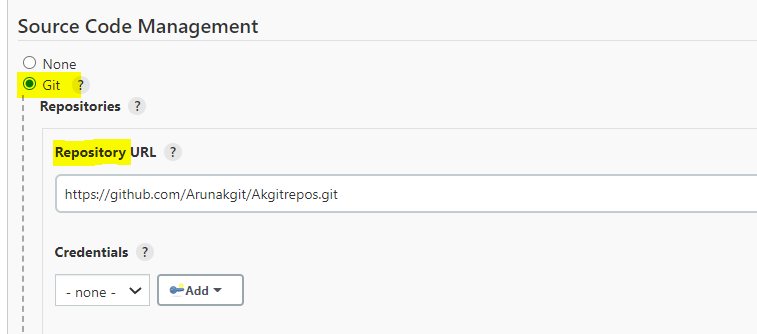 Source Code Management
None
Git ?
Repositories ?
Repository URL ?
https://github.com/Arunakgit/Akgitrepos.git
Credentials ?
- none - Add